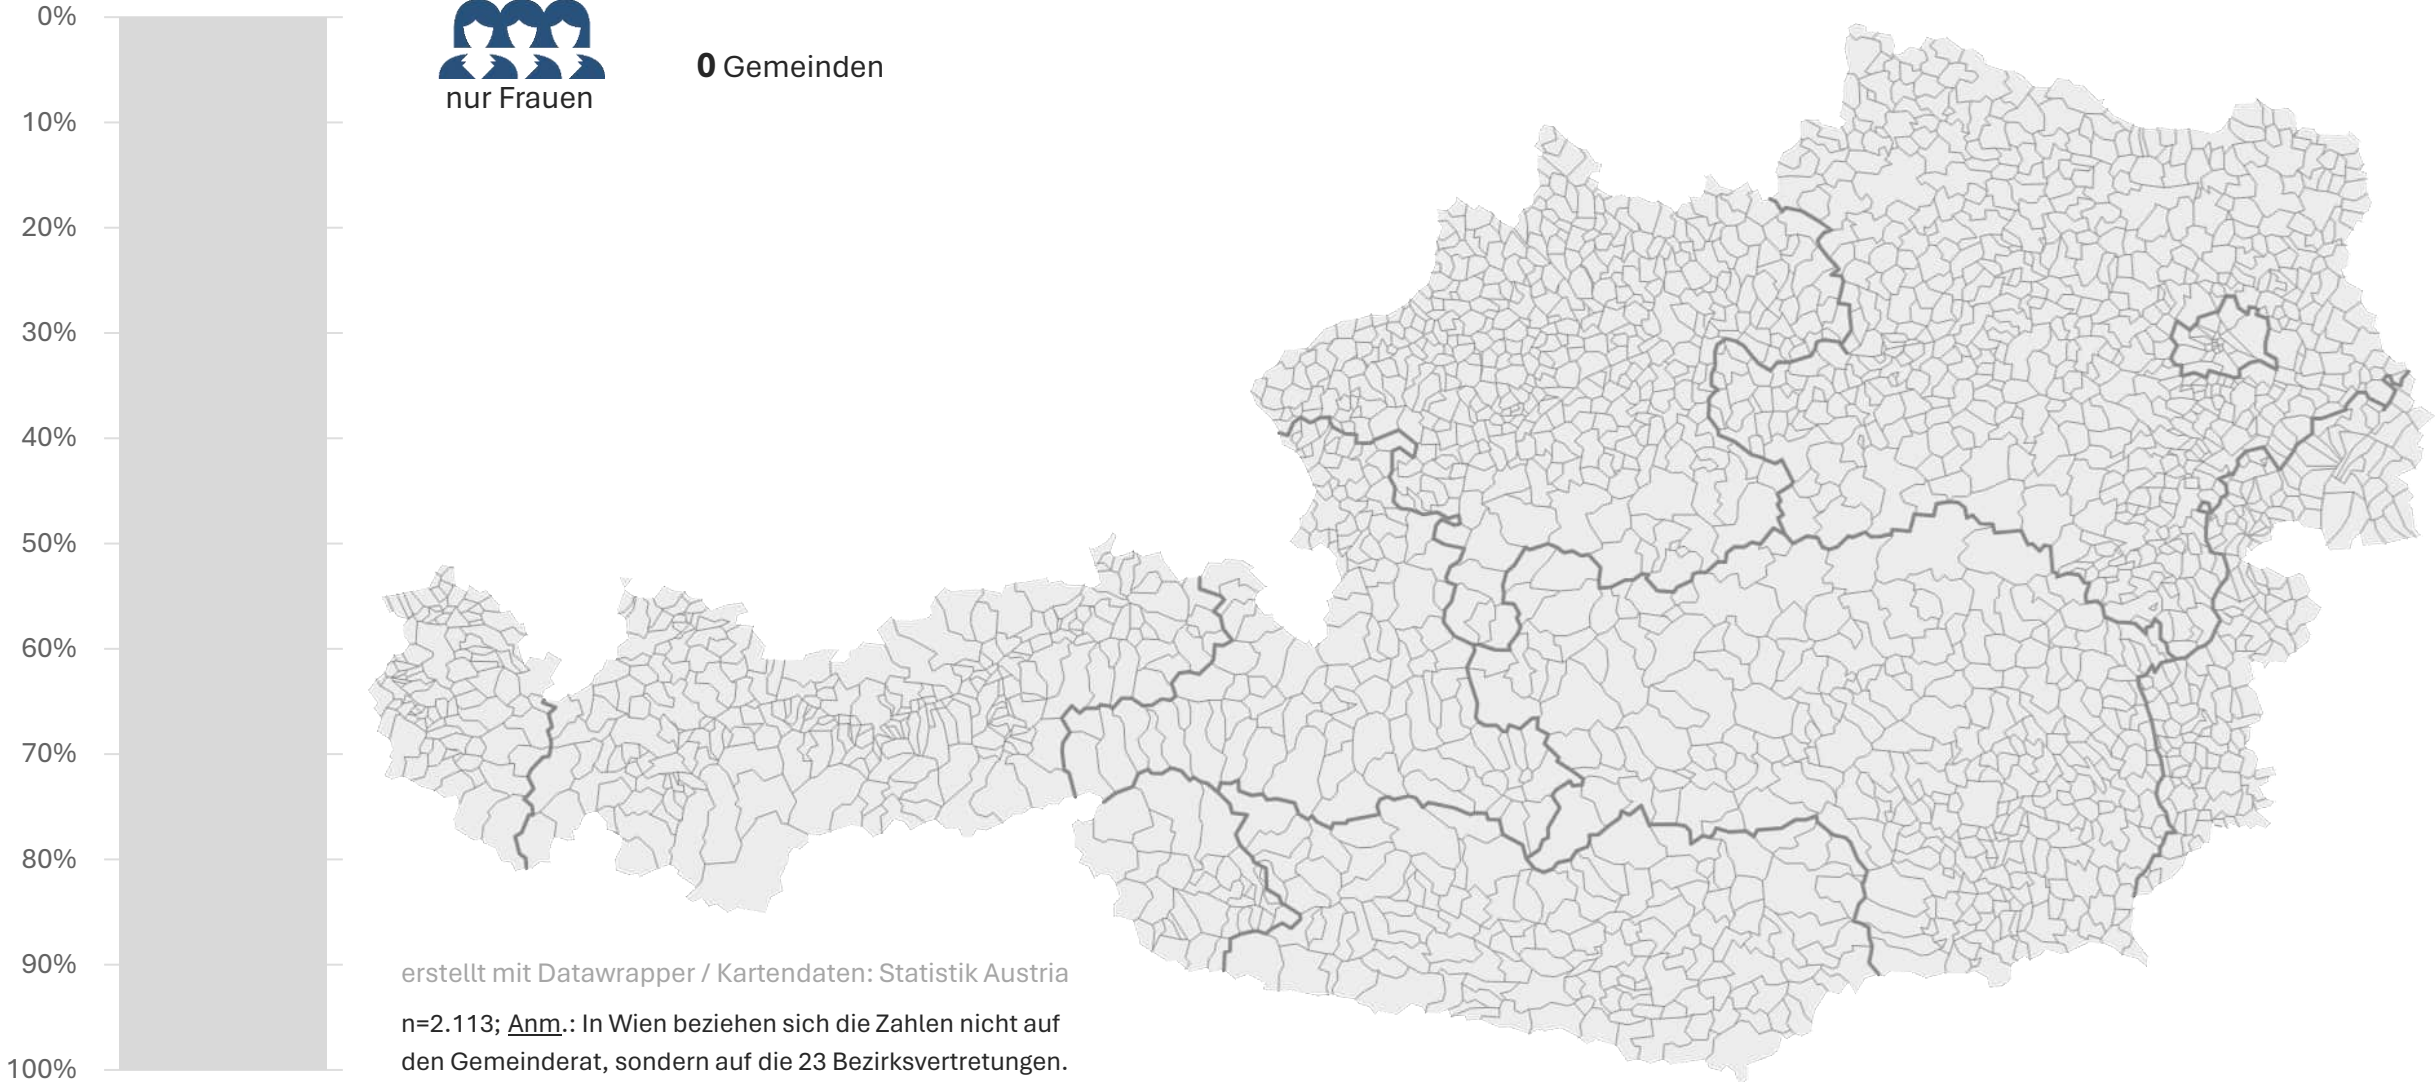 0%
10%
20%
30%
40%
50%
60%
70%
80%
90%
100%
nur Frauen
0 Gemeinden
erstellt mit Datawrapper / Kartendaten: Statistik Austria
n=2.113; Anm.: In Wien beziehen sich die Zahlen nicht auf
den Gemeinderat, sondern auf die 23 Bezirksvertretungen.